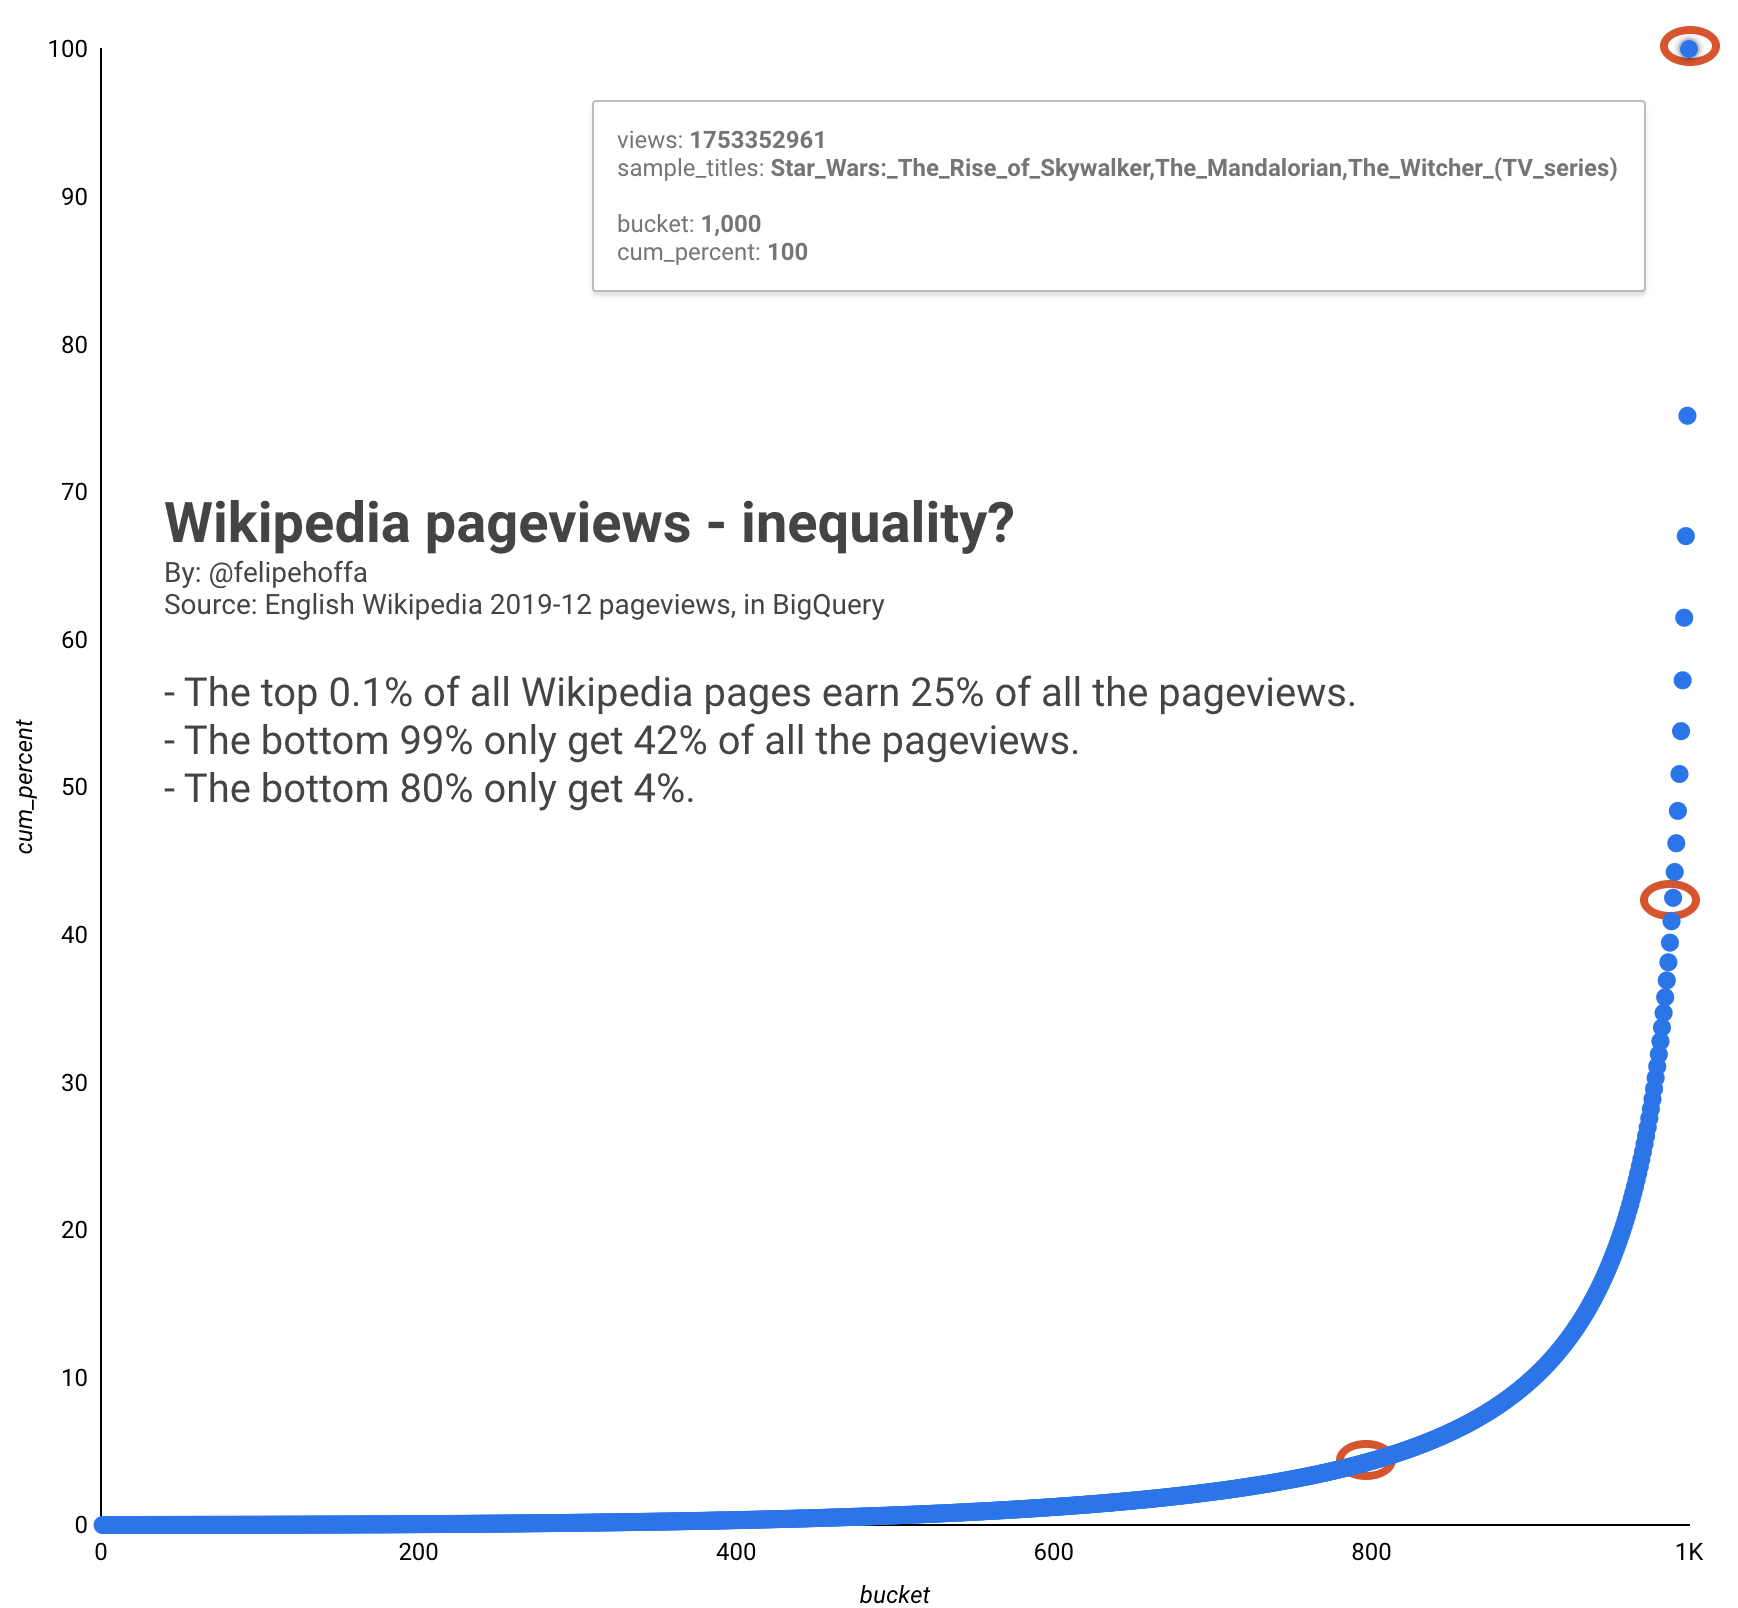 100
views: 1753352961
sample_titles: Star_Wars:_The_Rise_of_Skywalker,The_Mandalorian,The_Witcher_(TV_series)
90
bucket: 1,000
cum_percent: 100
80
70
Wikipedia pageviews - inequality?
By: @felipehoffa
Source: English Wikipedia 2019-12 pageviews, in BigQuery
60
- The top 0.1% of all Wikipedia pages earn 25% of all the pageviews.
- The bottom 99% only get 42% of all the pageviews.
- The bottom 80% only get 4%.
cum_percent
50
40
30
20
10
0
0 200 400 600 800 1K
bucket